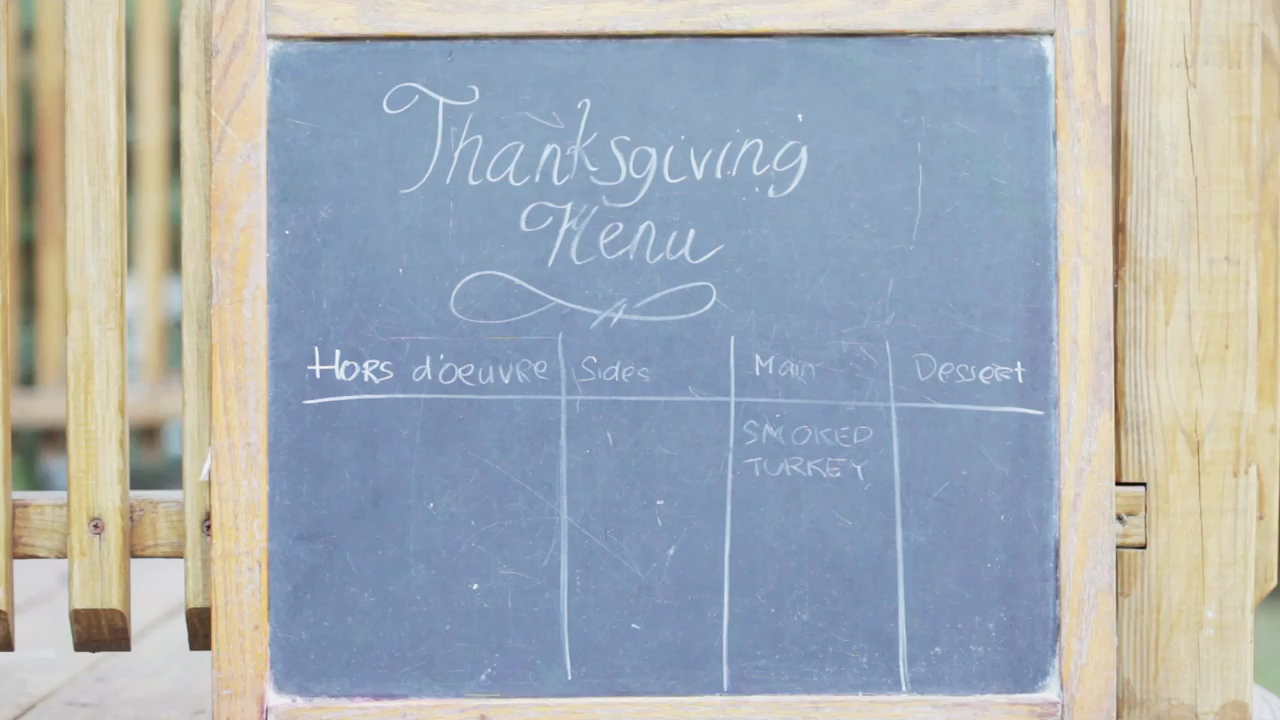 Thanksgiving
Menu
Hors d'oeuvre Sides Main Dessert
SMOKED
TURKEY